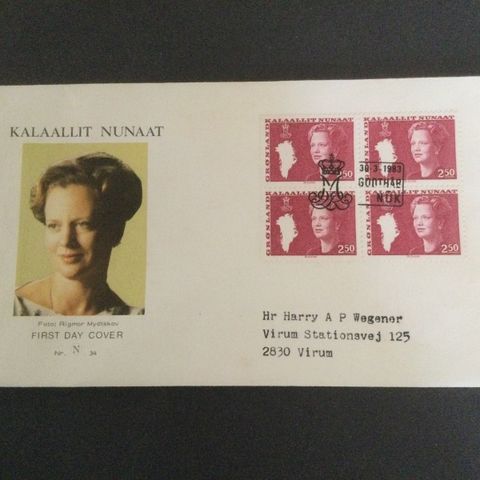 KALAALLIT NUNAAT
Foto: Rigmor Mydtskov
FIRST DAY COVER
Nr. N 34
GRØNLAND
KALAALLIT NUNAAT
2.50
GRØNLAND
KALAALLIT NUNAAT
2.50
GRØNLAND
KALAALLIT NUNAAT
2.50
GRØNLAND
KALAALLIT NUNAAT
2.50
30-3-1983
GODTHÅB
NUK
Hr Harry A P Wegener
Virum Stationsvej 125
2830 Virum